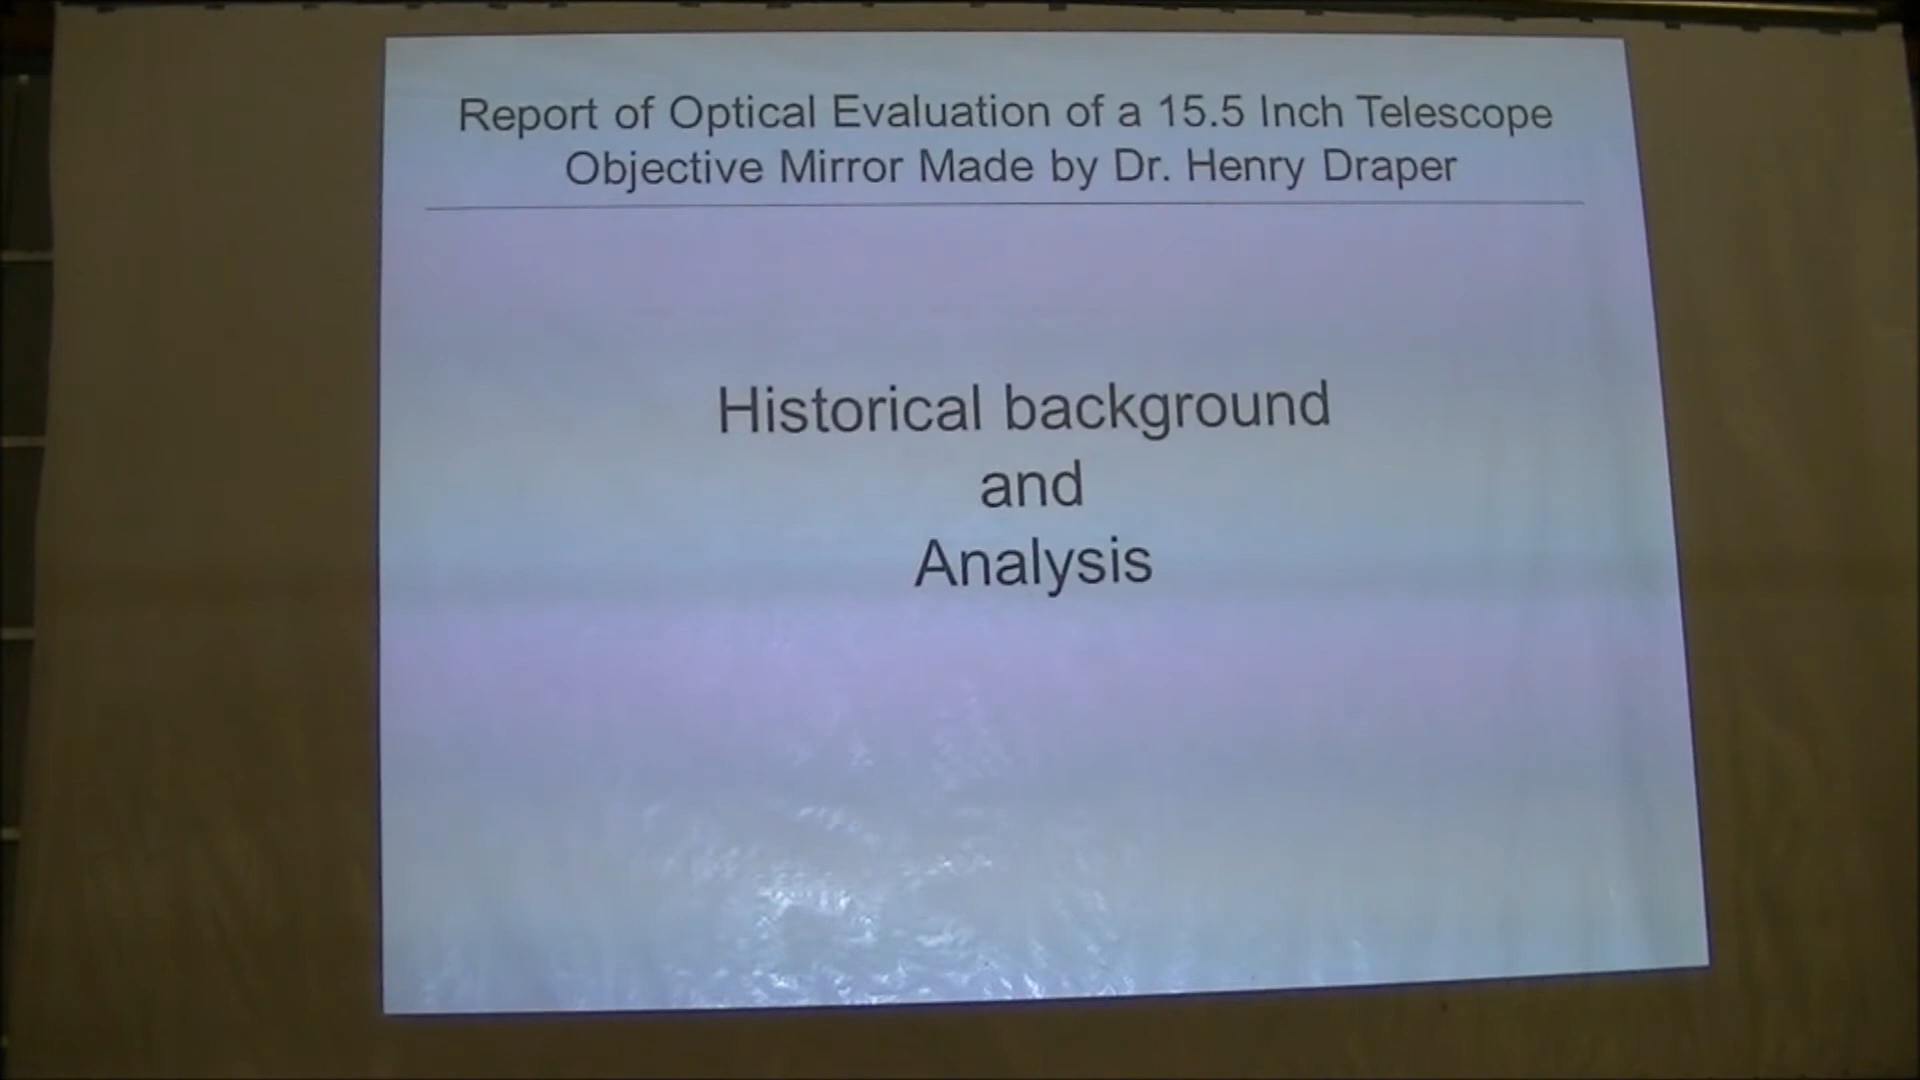 Report of Optical Evaluation of a 15.5 Inch Telescope
Objective Mirror Made by Dr. Henry Draper
Historical background
and
Analysis